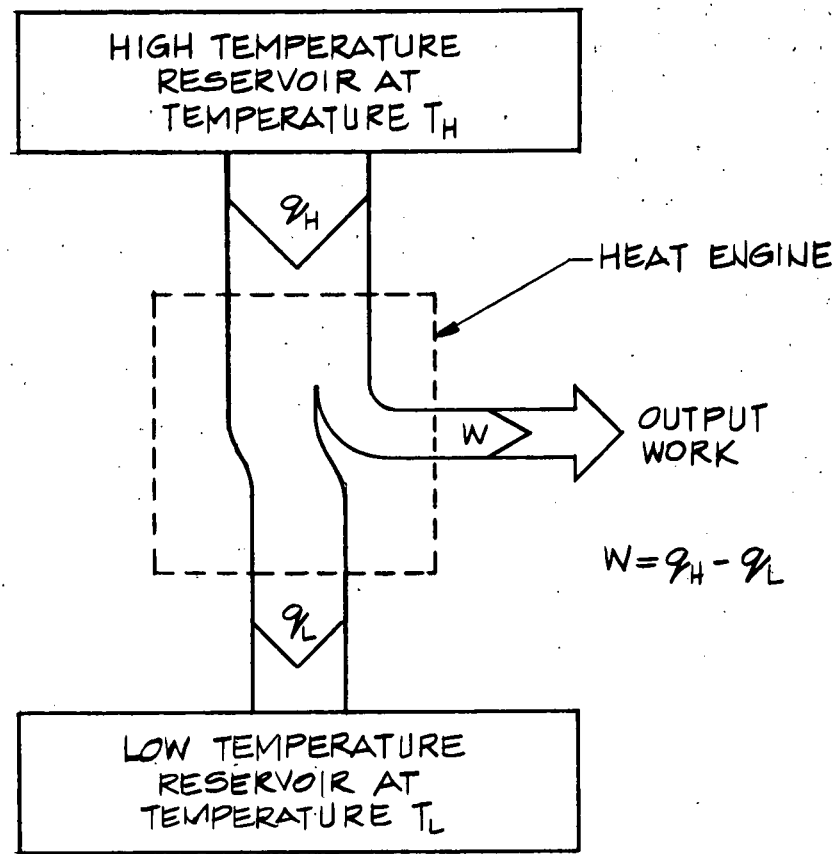 HIGH TEMPERATURE
RESERVOIR AT
TEMPERATURE T_H
q_H
HEAT ENGINE
W
OUTPUT
WORK
W = q_H - q_L
q_L
LOW TEMPERATURE
RESERVOIR AT
TEMPERATURE T_L